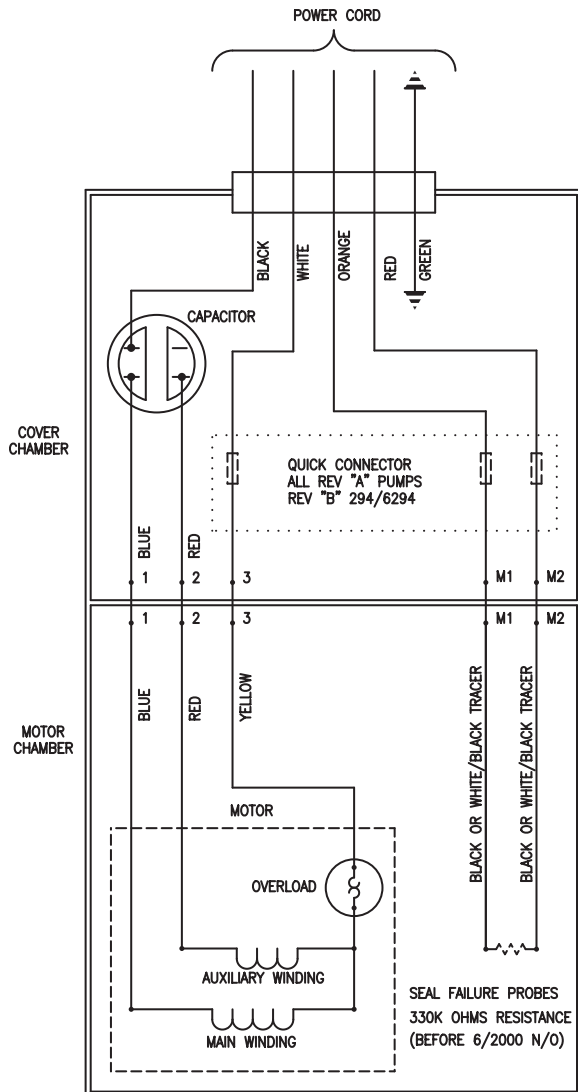 POWER CORD
BLACK
WHITE
ORANGE
RED
GREEN
CAPACITOR
COVER
CHAMBER
QUICK CONNECTOR
ALL REV "A" PUMPS
REV "B" 294/6294
BLUE
RED
1
2
3
M1
M2
1
2
3
M1
M2
BLUE
RED
YELLOW
BLACK OR WHITE/BLACK TRACER
BLACK OR WHITE/BLACK TRACER
MOTOR
CHAMBER
MOTOR
OVERLOAD
AUXILIARY WINDING
MAIN WINDING
SEAL FAILURE PROBES
330K OHMS RESISTANCE
(BEFORE 6/2000 N/O)